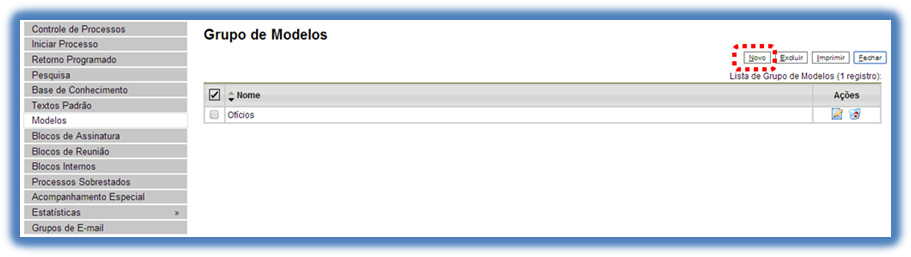 Controle de Processos
Iniciar Processo
Retorno Programado
Pesquisa
Base de Conhecimento
Textos Padrão
Modelos
Blocos de Assinatura
Blocos de Reunião
Blocos Internos
Processos Sobrestados
Acompanhamento Especial
Estatísticas »
Grupos de E-mail
Grupo de Modelos
Novo Excluir Imprimir Fechar
Lista de Grupo de Modelos (1 registro):
Nome Ações
Ofícios